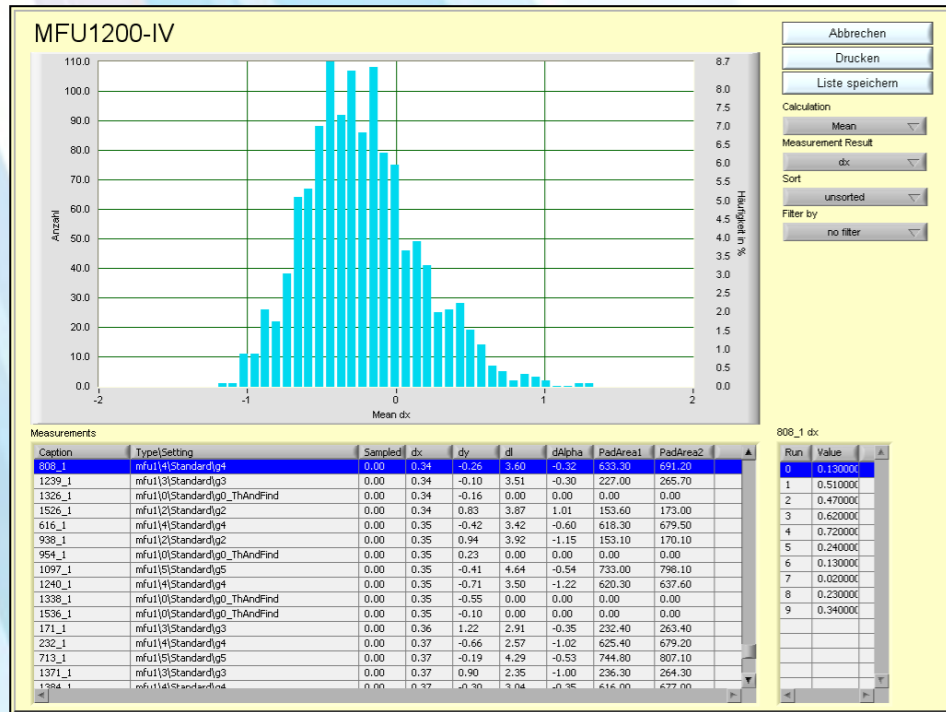 MFU1200-IV
Abbrechen
Drucken
Liste speichern
Calculation
Mean
Measurement Result
dx
Sort
unsorted
Filter by
no filter
Anzahl
110.0
100.0
90.0
80.0
70.0
60.0
50.0
40.0
30.0
20.0
10.0
0.0
8.7
8.0
7.5
7.0
6.5
6.0
5.5
5.0
4.5
4.0
3.5
3.0
2.5
2.0
1.5
1.0
0.5
0.0
Häufigkeit in %
-2 -1 0 1 2
Mean dx
Measurements
Caption Type\Setting Sampled dx dy dl dAlpha PadArea1 PadArea2
808_1 mfu1\4\Standard\g4 0.00 0.34 -0.26 3.60 -0.32 633.30 691.20
1239_1 mfu1\3\Standard\g3 0.00 0.34 -0.10 3.51 -0.30 227.00 265.70
1326_1 mfu1\0\Standard\g0_ThAndFind 0.00 0.34 -0.16 0.00 0.00 0.00 0.00
1526_1 mfu1\2\Standard\g2 0.00 0.34 0.83 3.87 1.01 153.60 173.00
616_1 mfu1\4\Standard\g4 0.00 0.35 -0.42 3.42 -0.60 618.30 679.50
938_1 mfu1\2\Standard\g2 0.00 0.35 0.94 3.92 -1.15 153.10 170.10
954_1 mfu1\0\Standard\g0_ThAndFind 0.00 0.35 0.23 0.00 0.00 0.00 0.00
1097_1 mfu1\5\Standard\g5 0.00 0.35 -0.41 4.64 -0.54 733.00 798.10
1240_1 mfu1\4\Standard\g4 0.00 0.35 -0.71 3.50 -1.22 620.30 637.60
1338_1 mfu1\0\Standard\g0_ThAndFind 0.00 0.35 -0.55 0.00 0.00 0.00 0.00
1536_1 mfu1\0\Standard\g0_ThAndFind 0.00 0.35 -0.10 0.00 0.00 0.00 0.00
171_1 mfu1\3\Standard\g3 0.00 0.36 1.22 2.91 -0.35 232.40 263.40
232_1 mfu1\4\Standard\g4 0.00 0.37 -0.66 2.57 -1.02 625.40 679.20
713_1 mfu1\5\Standard\g5 0.00 0.37 -0.19 4.29 -0.53 744.80 807.10
1371_1 mfu1\3\Standard\g3 0.00 0.37 0.90 2.35 -1.00 236.30 264.30
1384_1 mfu1\4\Standard\g4 0.00 0.37 -0.30 3.04 -0.35 616.00 677.00
808_1 dx
Run Value
0 0.130000
1 0.510000
2 0.470000
3 0.620000
4 0.720000
5 0.240000
6 0.130000
7 0.020000
8 0.230000
9 0.340000